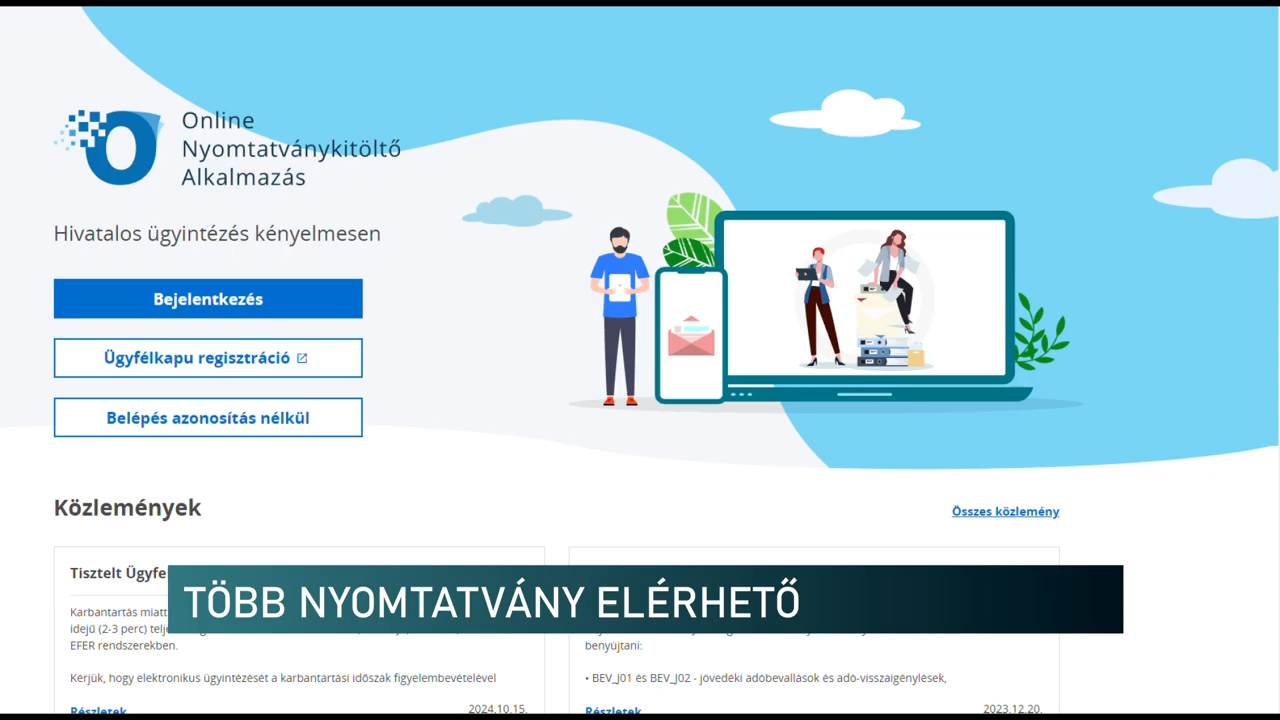 Online
Nyomtatványkitöltő
Alkalmazás
Hivatalos ügyintézés kényelmesen
Bejelentkezés
Ügyfélkapu regisztráció
Belépés azonosítás nélkül
Közlemények
Összes közlemény
Tisztelt Ügyfe
TÖBB NYOMTATVÁNY ELÉRHETŐ
Karbantartás miatt
idejű (2-3 perc)
EFER rendszerekben.
Kérjük, hogy elektronikus ügyintézését a karbantartási időszak figyelembevételével
Részletek
2024.10.15.
benyújtani:
• BEV_J01 és BEV_J02 - jövedéki adóbevallások és adó-visszaigénylések,
Részletek
2023.12.20.